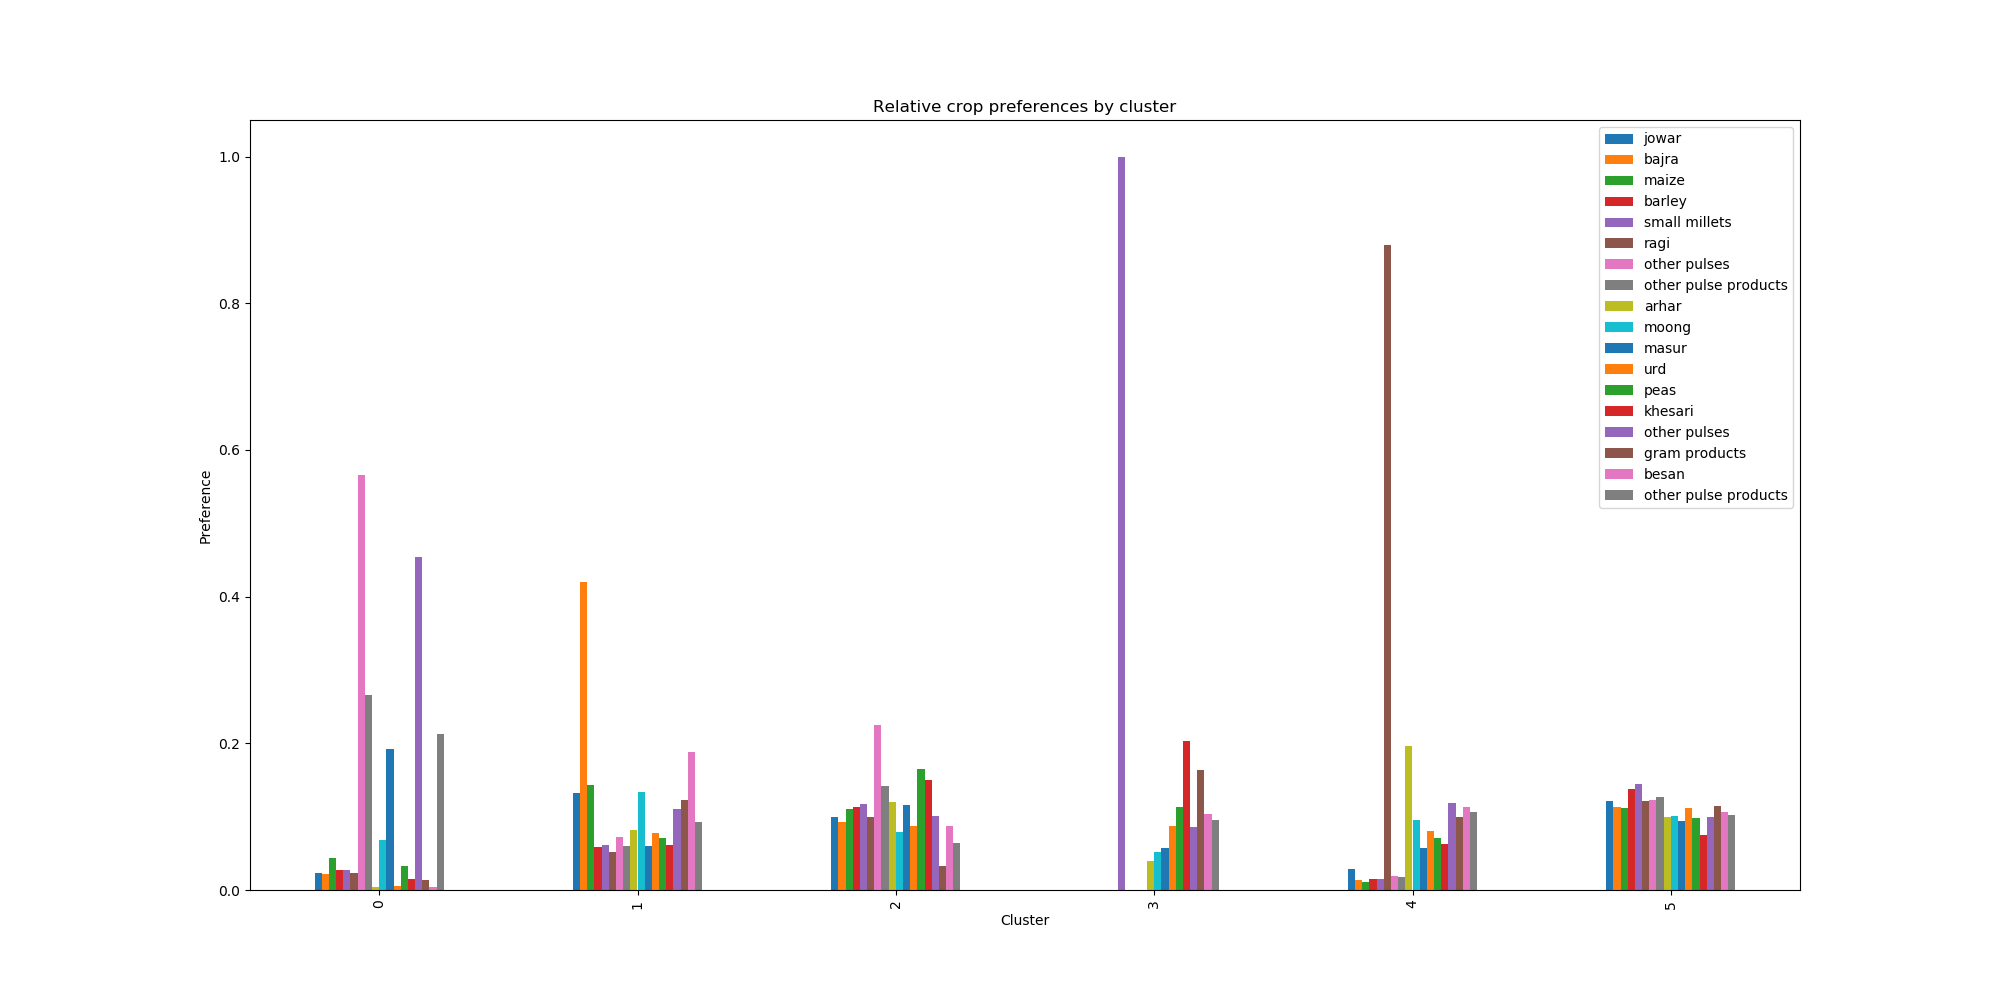 Relative crop preferences by cluster
1.0
0.8
0.6
0.4
0.2
0.0
Preference
jowar
bajra
maize
barley
small millets
ragi
other pulses
other pulse products
arhar
moong
masur
urd
peas
khesari
other pulses
gram products
besan
other pulse products
0
1
2
3
4
5
Cluster